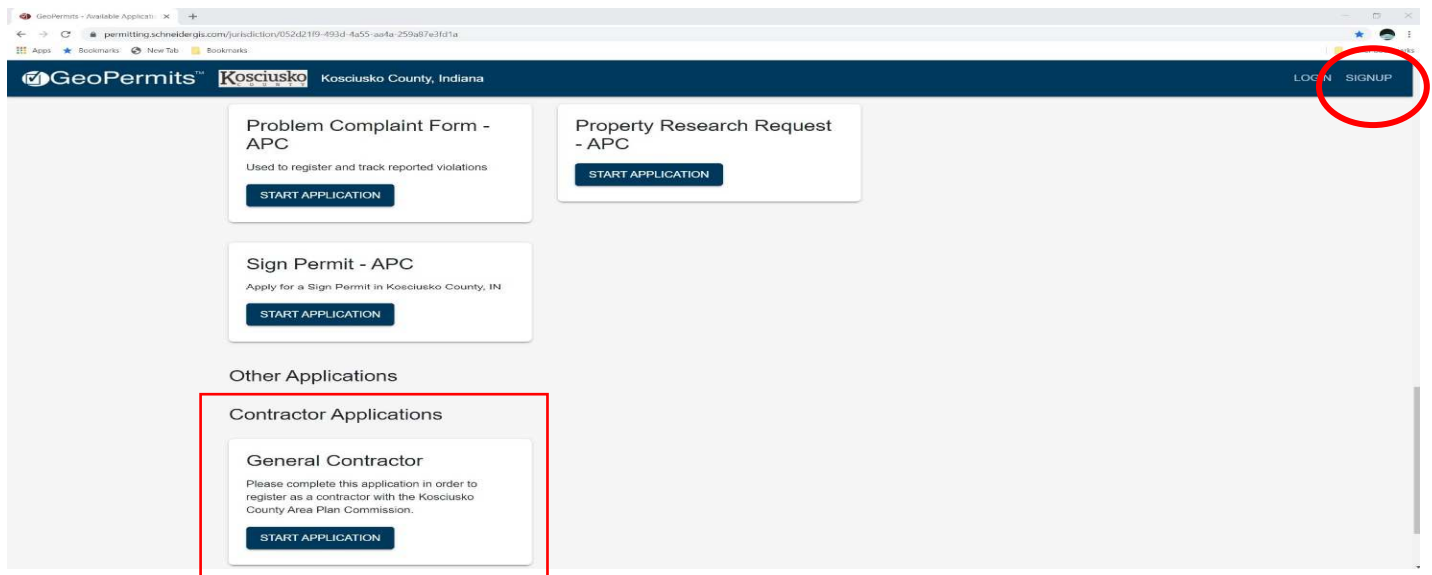 GeoPermits - Available Applicati
permitting.schneidergis.com/jurisdiction/052d21f9-493d-4a55-aa4a-259a87e3fd1a
Apps Bookmarks New Tab Bookmarks
GeoPermits™ Kosciusko COUNTY Kosciusko County, Indiana LOGIN SIGNUP
Problem Complaint Form -
APC
Used to register and track reported violations
START APPLICATION
Property Research Request
- APC
START APPLICATION
Sign Permit - APC
Apply for a Sign Permit in Kosciusko County, IN
START APPLICATION
Other Applications
Contractor Applications
General Contractor
Please complete this application in order to
register as a contractor with the Kosciusko
County Area Plan Commission.
START APPLICATION